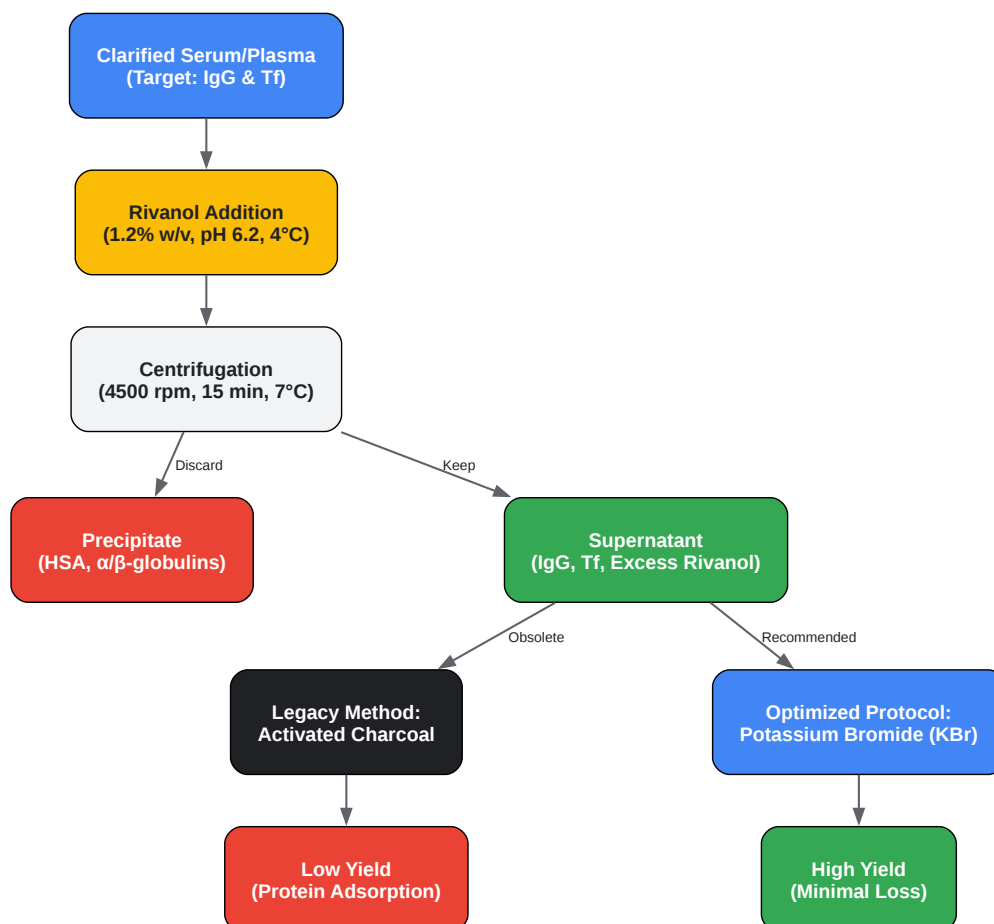 Clarified Serum/Plasma
(Target: IgG & Tf)
Rivanol Addition
(1.2% w/v, pH 6.2, 4°C)
Centrifugation
(4500 rpm, 15 min, 7°C)
Discard
Keep
Precipitate
(HSA, α/β-globulins)
Supernatant
(IgG, Tf, Excess Rivanol)
Obsolete
Recommended
Legacy Method:
Activated Charcoal
Optimized Protocol:
Potassium Bromide (KBr)
Low Yield
(Protein Adsorption)
High Yield
(Minimal Loss)